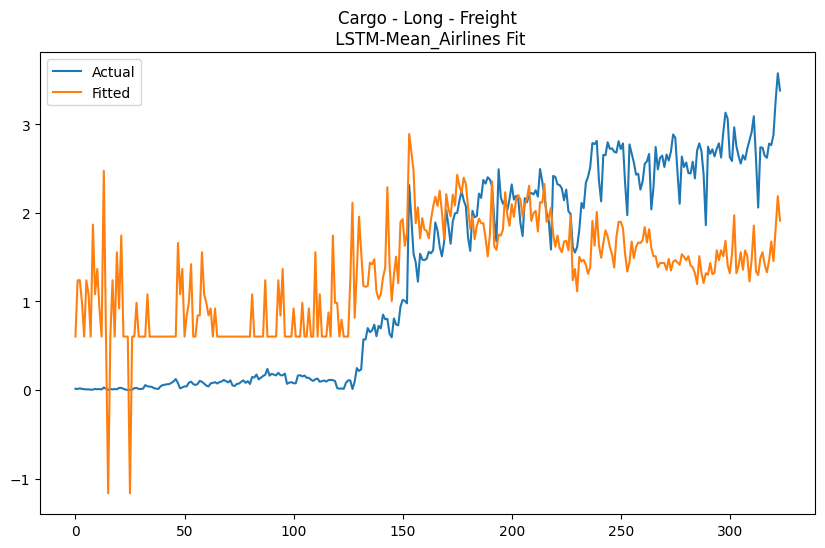 Cargo - Long - Freight
LSTM-Mean_Airlines Fit
Actual
Fitted
3
2
1
0
−1
0 50 100 150 200 250 300